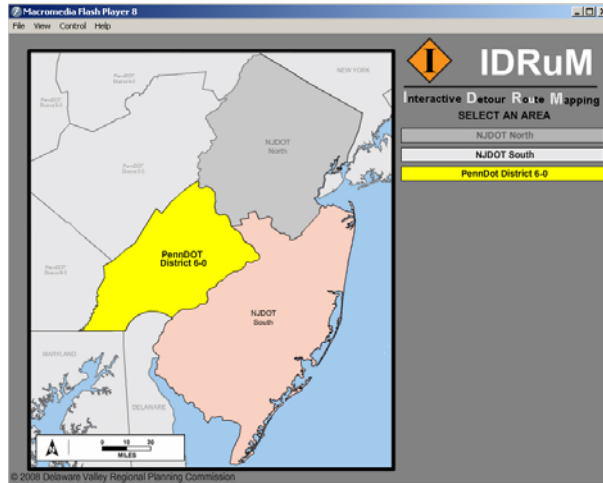 Macromedia Flash Player 8
File View Control Help
I
IDRuM
Interactive Detour Route Mapping
SELECT AN AREA
NJDOT North
NJDOT South
PennDot District 6-0
NEW YORK
NJDOT
North
PennDOT
District 6-0
NJDOT
South
MARYLAND
DELAWARE
0 10 20
MILES
© 2008 Delaware Valley Regional Planning Commission